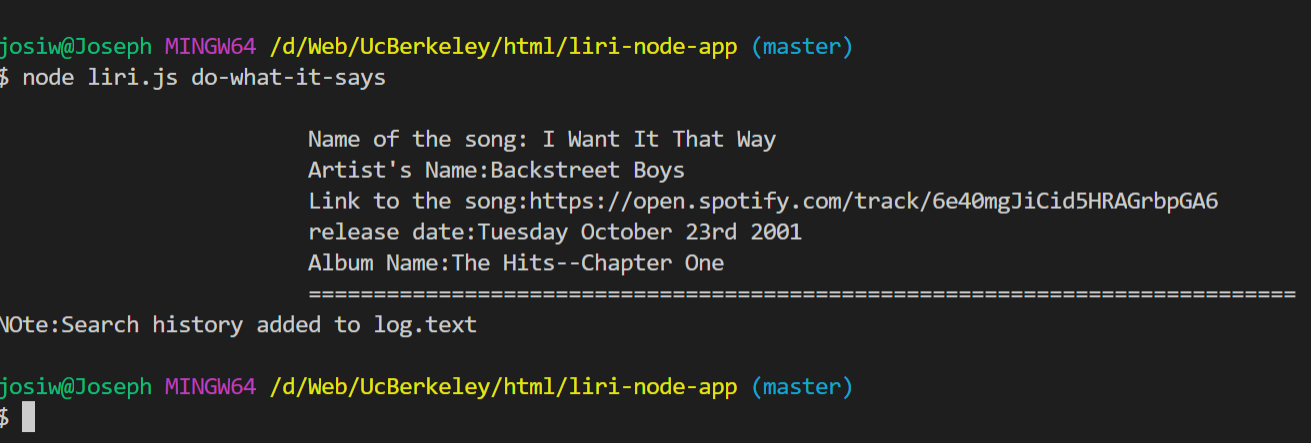 josiw@Joseph MINGW64 /d/Web/UcBerkeley/html/liri-node-app (master)
$ node liri.js do-what-it-says
Name of the song: I Want It That Way
Artist's Name:Backstreet Boys
Link to the song:https://open.spotify.com/track/6e40mgJiCid5HRAGrbpGA6
release date:Tuesday October 23rd 2001
Album Name:The Hits--Chapter One
============================================================================
NOte:Search history added to log.text
josiw@Joseph MINGW64 /d/Web/UcBerkeley/html/liri-node-app (master)
$